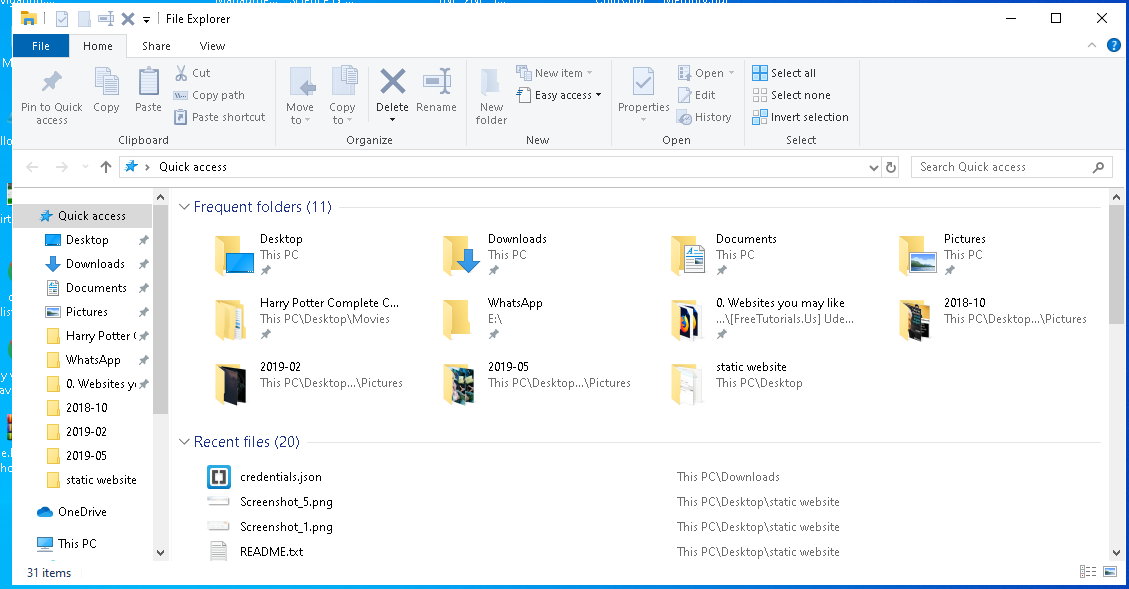 File Explorer
File Home Share View
Pin to Quick access
Copy
Paste
Cut
Copy path
Paste shortcut
Clipboard
Move to
Copy to
Delete
Rename
Organize
New folder
New item
Easy access
New
Properties
Open
Edit
History
Open
Select all
Select none
Invert selection
Select
Quick access
Search Quick access
Quick access
Desktop
Downloads
Documents
Pictures
Harry Potter
WhatsApp
0. Websites
2018-10
2019-02
2019-05
static website
OneDrive
This PC
Frequent folders (11)
Desktop
This PC
Downloads
This PC
Documents
This PC
Pictures
This PC
Harry Potter Complete C...
This PC\Desktop\Movies
WhatsApp
E:\
0. Websites you may like
...\[FreeTutorials.Us] Ude...
2018-10
This PC\Desktop...\Pictures
2019-02
This PC\Desktop...\Pictures
2019-05
This PC\Desktop...\Pictures
static website
This PC\Desktop
Recent files (20)
credentials.json This PC\Downloads
Screenshot_5.png This PC\Desktop\static website
Screenshot_1.png This PC\Desktop\static website
README.txt This PC\Desktop\static website
31 items